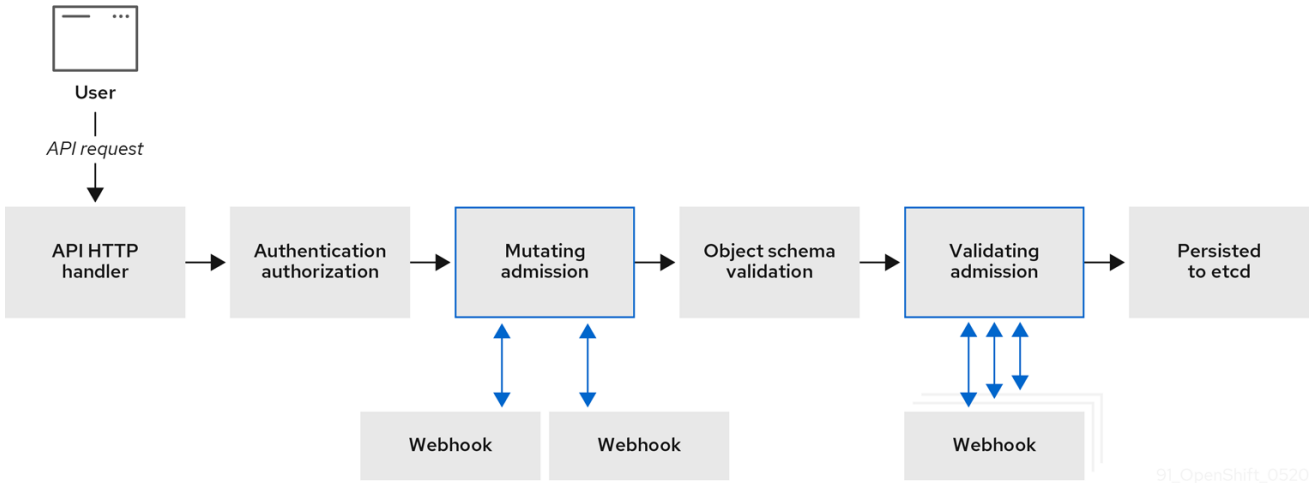 User
API request
API HTTP
handler
Authentication
authorization
Mutating
admission
Object schema
validation
Validating
admission
Persisted
to etcd
Webhook
Webhook
Webhook
91_OpenShift_0520